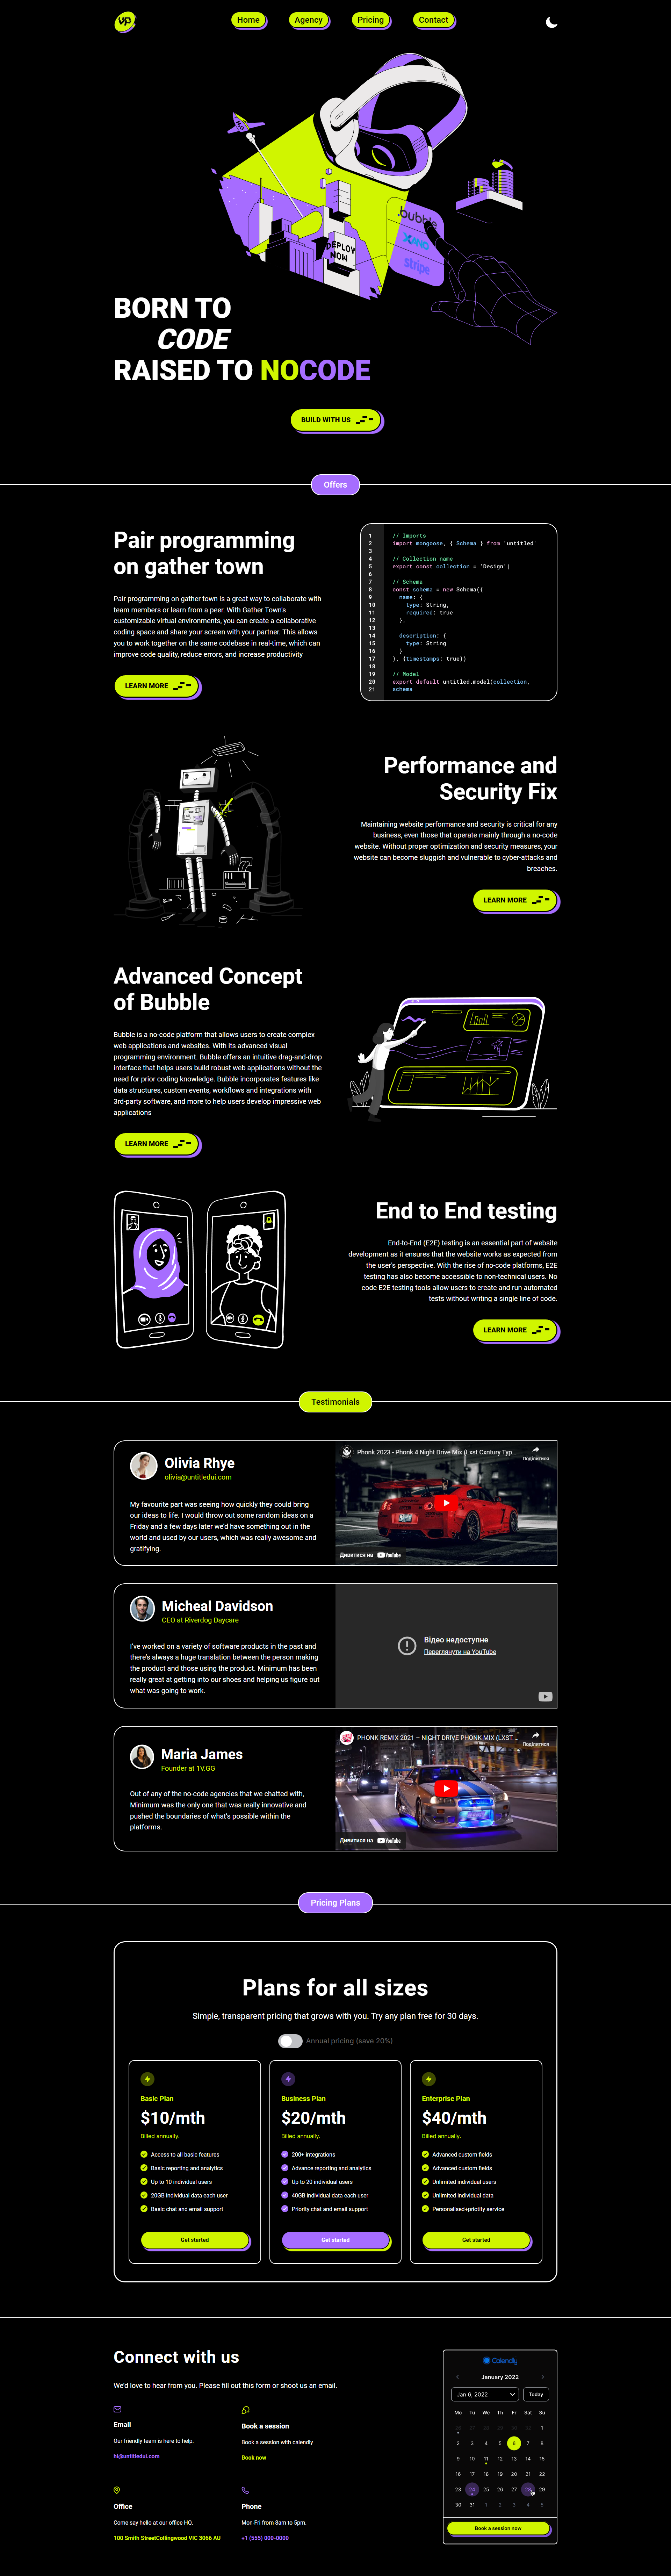 vp
Home
Agency
Pricing
Contact
.bubble
XANO
stripe
DEPLOY
NOW
BORN TO
CODE
RAISED TO NOCODE
BUILD WITH US
Offers
Pair programming
on gather town
Pair programming on gather town is a great way to collaborate with
team members or learn from a peer. With Gather Town's
customizable virtual environments, you can create a collaborative
coding space and share your screen with your partner. This allows
you to work together on the same codebase in real-time, which can
improve code quality, reduce errors, and increase productivity
LEARN MORE
1 // Imports
2 import mongoose, { Schema } from 'untitled'
3
4 // Collection name
5 export const collection = 'Design'|
6
7 // Schema
8 const schema = new Schema({
9 name: {
10 type: String,
11 required: true
12 },
13
14 description: {
15 type: String
16 }
17 }, {timestamps: true})
18
19 // Model
20 export default untitled.model(collection,
21 schema
Performance and
Security Fix
Maintaining website performance and security is critical for any
business, even those that operate mainly through a no-code
website. Without proper optimization and security measures, your
website can become sluggish and vulnerable to cyber-attacks and
breaches.
LEARN MORE
Advanced Concept
of Bubble
Bubble is a no-code platform that allows users to create complex
web applications and websites. With its advanced visual
programming environment. Bubble offers an intuitive drag-and-drop
interface that helps users build robust web applications without the
need for prior coding knowledge. Bubble incorporates features like
data structures, custom events, workflows and integrations with
3rd-party software, and more to help users develop impressive web
applications
LEARN MORE
End to End testing
End-to-End (E2E) testing is an essential part of website
development as it ensures that the website works as expected from
the user's perspective. With the rise of no-code platforms, E2E
testing has also become accessible to non-technical users. No
code E2E testing tools allow users to create and run automated
tests without writing a single line of code.
LEARN MORE
Testimonials
Olivia Rhye
olivia@untitledui.com
My favourite part was seeing how quickly they could bring
our ideas to life. I would throw out some random ideas on a
Friday and a few days later we'd have something out in the
world and used by our users, which was really awesome and
gratifying.
Phonk 2023 - Phonk 4 Night Drive Mix (Lxst Cxntury Typ...
Поділитися
Дивитися на YouTube
Micheal Davidson
CEO at Riverdog Daycare
I've worked on a variety of software products in the past and
there's always a huge translation between the person making
the product and those using the product. Minimum has been
really great at getting into our shoes and helping us figure out
what was going to work.
Відео недоступне
Переглянути на YouTube
Maria James
Founder at 1V.GG
Out of any of the no-code agencies that we chatted with,
Minimum was the only one that was really innovative and
pushed the boundaries of what's possible within the
platforms.
PHONK REMIX 2021 – NIGHT DRIVE PHONK MIX (LXST ...
Поділитися
Дивитися на YouTube
Pricing Plans
Plans for all sizes
Simple, transparent pricing that grows with you. Try any plan free for 30 days.
Annual pricing (save 20%)
Basic Plan
$10/mth
Billed annually.
Access to all basic features
Basic reporting and analytics
Up to 10 individual users
20GB individual data each user
Basic chat and email support
Get started
Business Plan
$20/mth
Billed annually.
200+ integrations
Advance reporting and analytics
Up to 20 individual users
40GB individual data each user
Priority chat and email support
Get started
Enterprise Plan
$40/mth
Billed annually.
Advanced custom fields
Advanced custom fields
Unlimited individual users
Unlimited individual data
Personalised+priotity service
Get started
Connect with us
We'd love to hear from you. Please fill out this form or shoot us an email.
Email
Our friendly team is here to help.
hi@untitledui.com
Book a session
Book a session with calendly
Book now
Office
Come say hello at our office HQ.
100 Smith StreetCollingwood VIC 3066 AU
Phone
Mon-Fri from 8am to 5pm.
+1 (555) 000-0000
Calendly
January 2022
Jan 6, 2022
Today
Mo Tu We Th Fr Sat Su
1
2 3 4 5 6 7 8
9 10 11 12 13 14 15
16 17 18 19 20 21 22
23 24 25 26 27 28 29
30 31 1 2 3 4 5
Book a session now